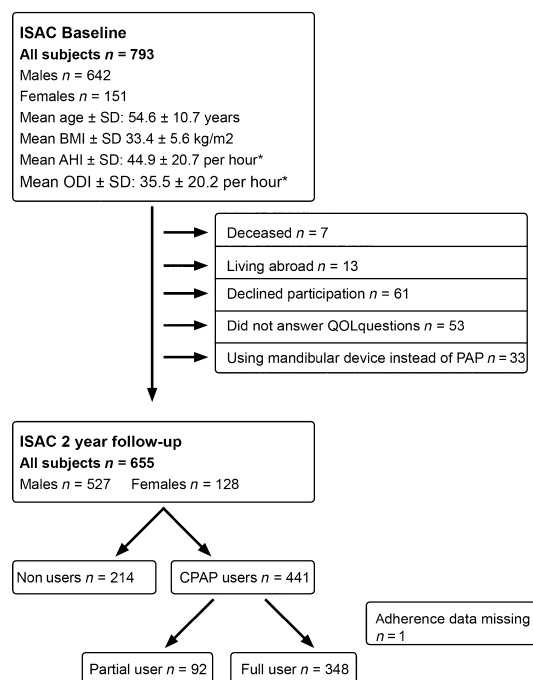 ISAC Baseline
All subjects n = 793
Males n = 642
Females n = 151
Mean age ± SD: 54.6 ± 10.7 years
Mean BMI ± SD 33.4 ± 5.6 kg/m2
Mean AHI ± SD: 44.9 ± 20.7 per hour*
Mean ODI ± SD: 35.5 ± 20.2 per hour*
Deceased n = 7
Living abroad n = 13
Declined participation n = 61
Did not answer QOLquestions n = 53
Using mandibular device instead of PAP n = 33
ISAC 2 year follow-up
All subjects n = 655
Males n = 527 Females n = 128
Non users n = 214
CPAP users n = 441
Adherence data missing
n = 1
Partial user n = 92
Full user n = 348